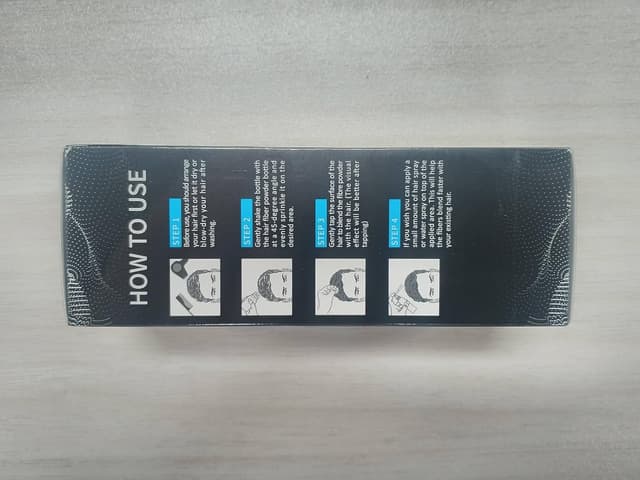 HOW TO USE
STEP 1
Before use, you should arrange
your hair first or let it dry or
blow-dry your hair after
washing.
STEP 2
Gently shake the bottle with
the hair fiber powder bottle
at a 45-degree angle and
evenly sprinkle it on the
desired area.
STEP 3
Gently tap the surface of the
hair to blend the fibre powder
with the hair. (The visual
effect will be better after
tapping)
STEP 4
If you wish you can apply a
small amount of hair spray
or water spray on top of the
applied area. This will help
the fibers blend faster with
your existing hair.